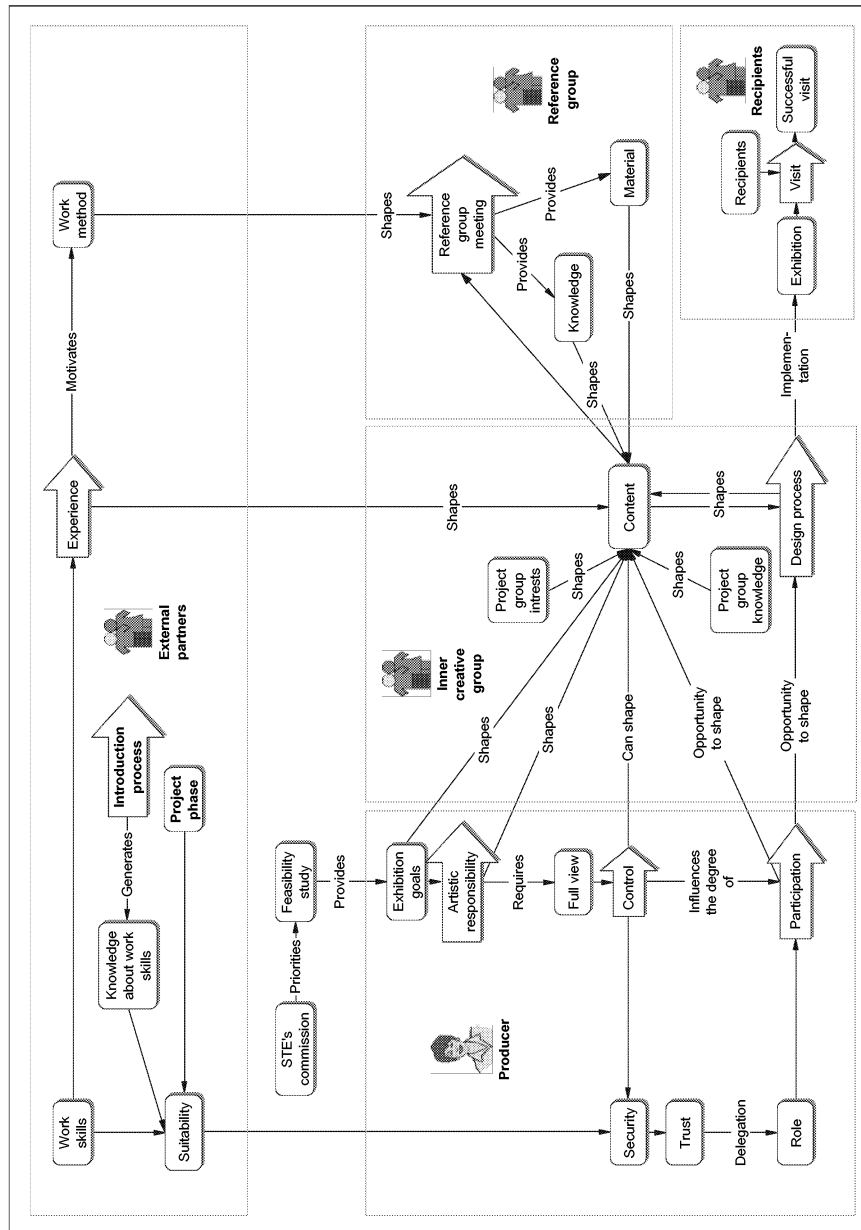 Work
skills
Experience
Motivates
Work
method
Knowledge
about work
skills
Generates
Introduction
process
External
partners
Suitability
Project
phase
STE's
commission
Priorities
Feasibility
study
Provides
Shapes
Shapes
Producer
Exhibition
goals
Artistic
responsibility
Requires
Full view
Control
Influences
the degree
of
Participation
Security
Trust
Delegation
Role
Inner
creative
group
Shapes
Shapes
Can shape
Opportunity
to shape
Opportunity
to shape
Project
group
intrests
Shapes
Content
Shapes
Project
group
knowledge
Shapes
Design process
Reference
group
Reference
group
meeting
Provides
Provides
Knowledge
Material
Shapes
Shapes
Implemen-
tation
Recipients
Recipients
Exhibition
Visit
Successful
visit